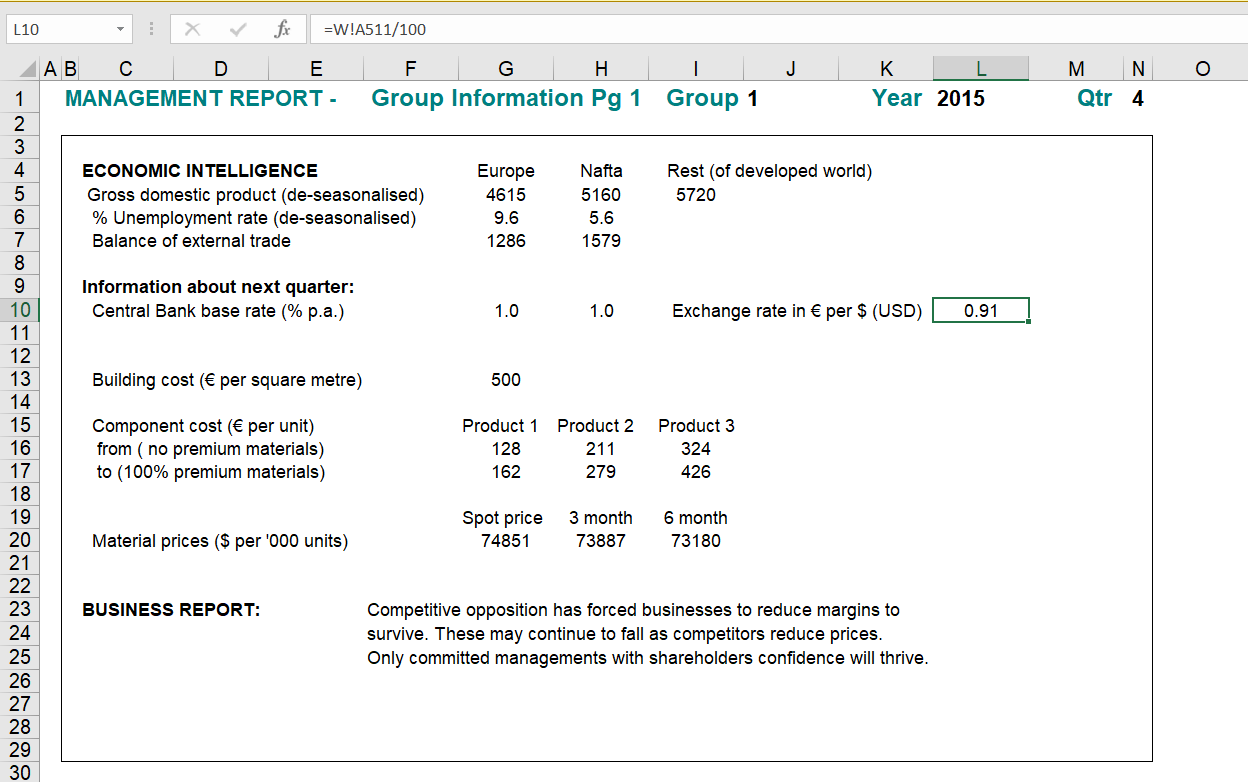 L10 fx =W!A511/100
A B C D E F G H I J K L M N O
1 MANAGEMENT REPORT - Group Information Pg 1 Group 1 Year 2015 Qtr 4
2
3
4 ECONOMIC INTELLIGENCE Europe Nafta Rest (of developed world)
5 Gross domestic product (de-seasonalised) 4615 5160 5720
6 % Unemployment rate (de-seasonalised) 9.6 5.6
7 Balance of external trade 1286 1579
8
9 Information about next quarter:
10 Central Bank base rate (% p.a.) 1.0 1.0 Exchange rate in € per $ (USD) 0.91
11
12
13 Building cost (€ per square metre) 500
14
15 Component cost (€ per unit) Product 1 Product 2 Product 3
16 from ( no premium materials) 128 211 324
17 to (100% premium materials) 162 279 426
18
19 Spot price 3 month 6 month
20 Material prices ($ per '000 units) 74851 73887 73180
21
22
23 BUSINESS REPORT: Competitive opposition has forced businesses to reduce margins to
24 survive. These may continue to fall as competitors reduce prices.
25 Only committed managements with shareholders confidence will thrive.
26
27
28
29
30